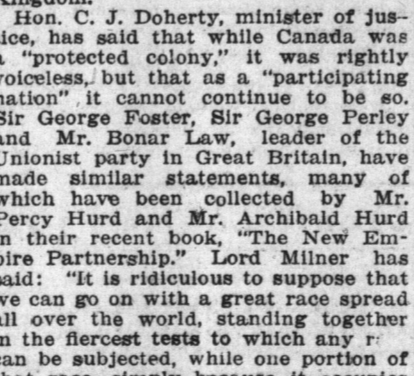 Kingdom.
Hon. C. J. Doherty, minister of jus-
ice, has said that while Canada was
a "protected colony," it was rightly
voiceless, but that as a "participating
nation" it cannot continue to be so.
Sir George Foster, Sir George Perley
and Mr. Bonar Law, leader of the
Unionist party in Great Britain, have
made similar statements, many of
which have been collected by Mr.
Percy Hurd and Mr. Archibald Hurd
in their recent book, "The New Em-
pire Partnership." Lord Milner has
said: "It is ridiculous to suppose that
we can go on with a great race spread
all over the world, standing together
in the fiercest tests to which any r
can be subjected, while one portion of